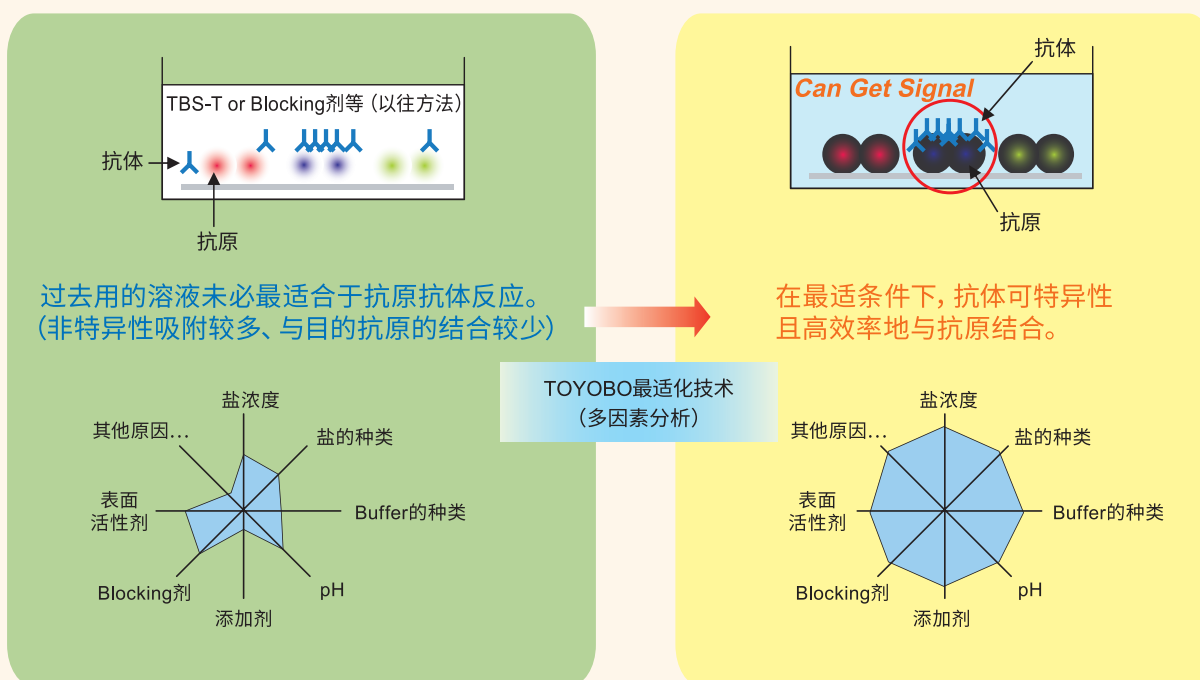 TBS-T or Blocking剂等（以往方法）
抗体
抗原
过去用的溶液未必最适合于抗原抗体反应。
（非特异性吸附较多、与目的抗原的结合较少）
盐浓度
其他原因…
盐的种类
表面
活性剂
Buffer的种类
Blocking剂
pH
添加剂
TOYOBO最适化技术
（多因素分析）
抗体
Can Get Signal
抗原
在最适条件下，抗体可特异性
且高效率地与抗原结合。
盐浓度
其他原因…
盐的种类
表面
活性剂
Buffer的种类
Blocking剂
pH
添加剂